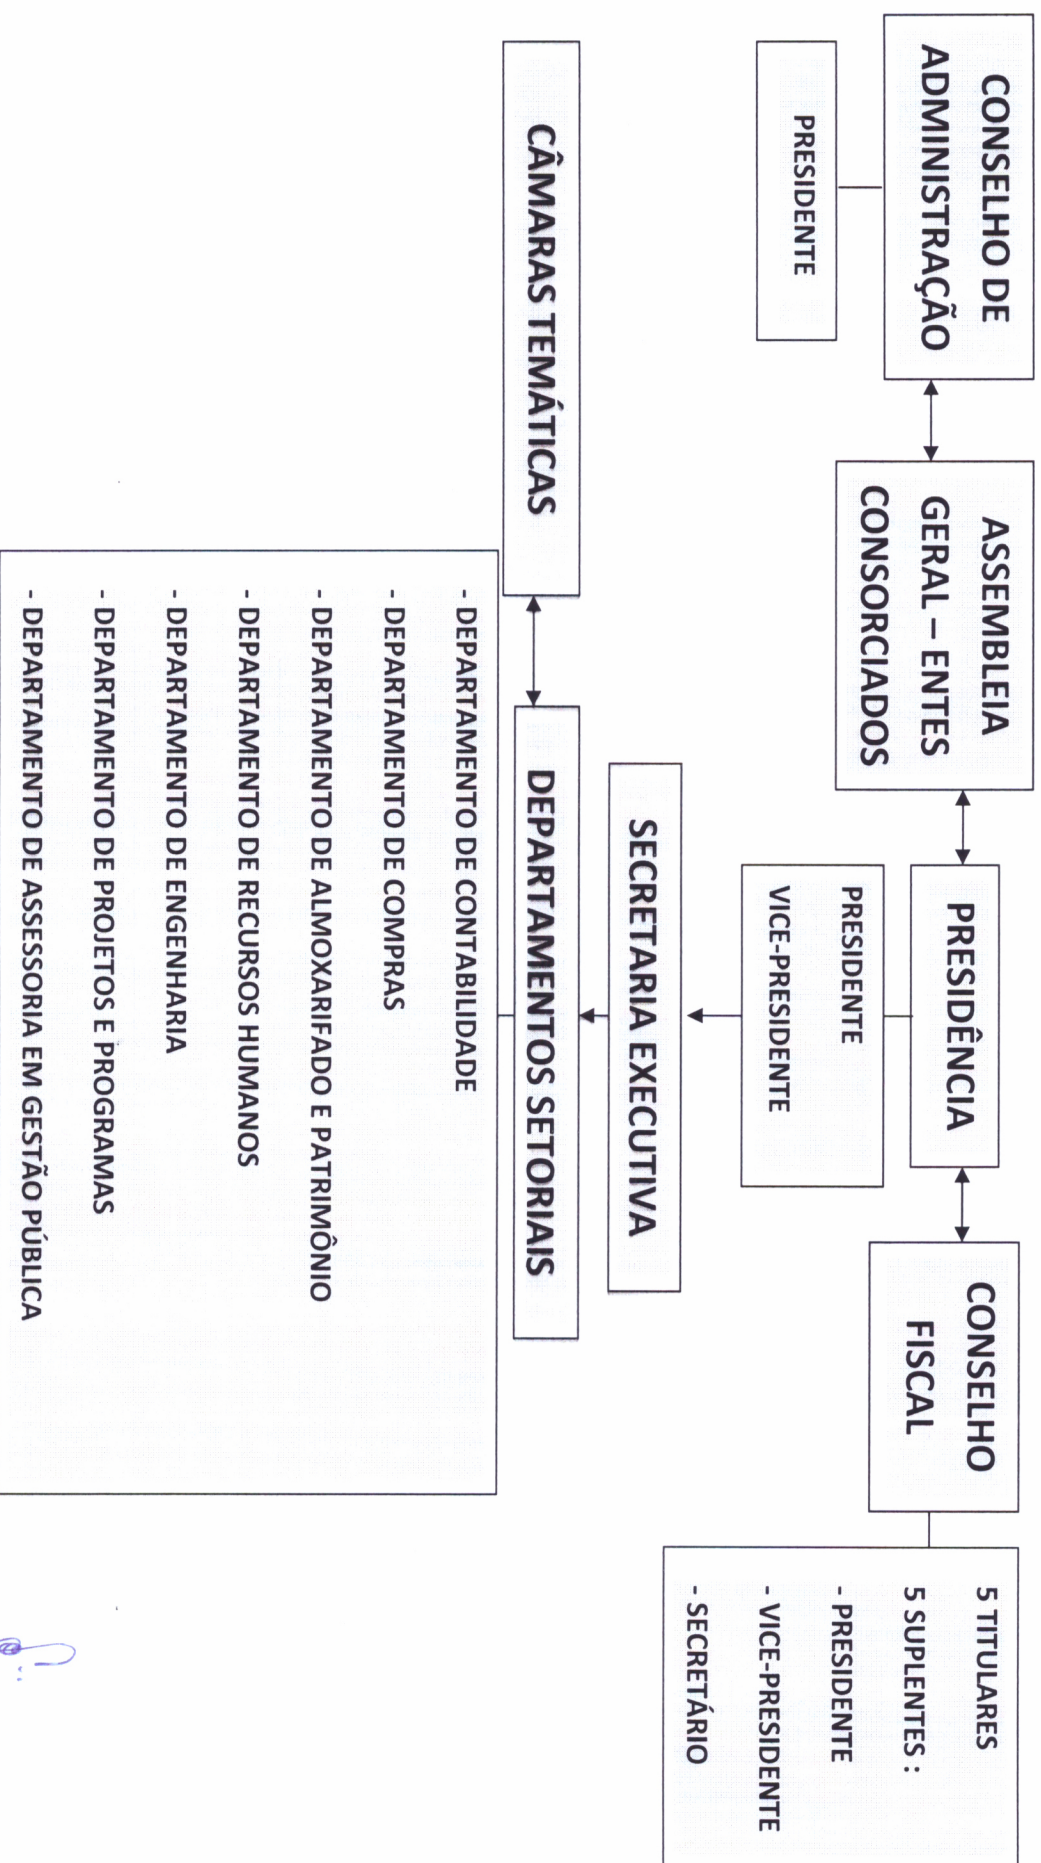 CONSELHO DE
ADMINISTRAÇÃO
PRESIDENTE
ASSEMBLEIA
GERAL – ENTES
CONSORCIADOS
PRESIDÊNCIA
PRESIDENTE
VICE-PRESIDENTE
CONSELHO
FISCAL
5 TITULARES
5 SUPLENTES :
- PRESIDENTE
- VICE-PRESIDENTE
- SECRETÁRIO
SECRETARIA EXECUTIVA
CÂMARAS TEMÁTICAS
DEPARTAMENTOS SETORIAIS
- DEPARTAMENTO DE CONTABILIDADE
- DEPARTAMENTO DE COMPRAS
- DEPARTAMENTO DE ALMOXARIFADO E PATRIMÔNIO
- DEPARTAMENTO DE RECURSOS HUMANOS
- DEPARTAMENTO DE ENGENHARIA
- DEPARTAMENTO DE PROJETOS E PROGRAMAS
- DEPARTAMENTO DE ASSESSORIA EM GESTÃO PÚBLICA